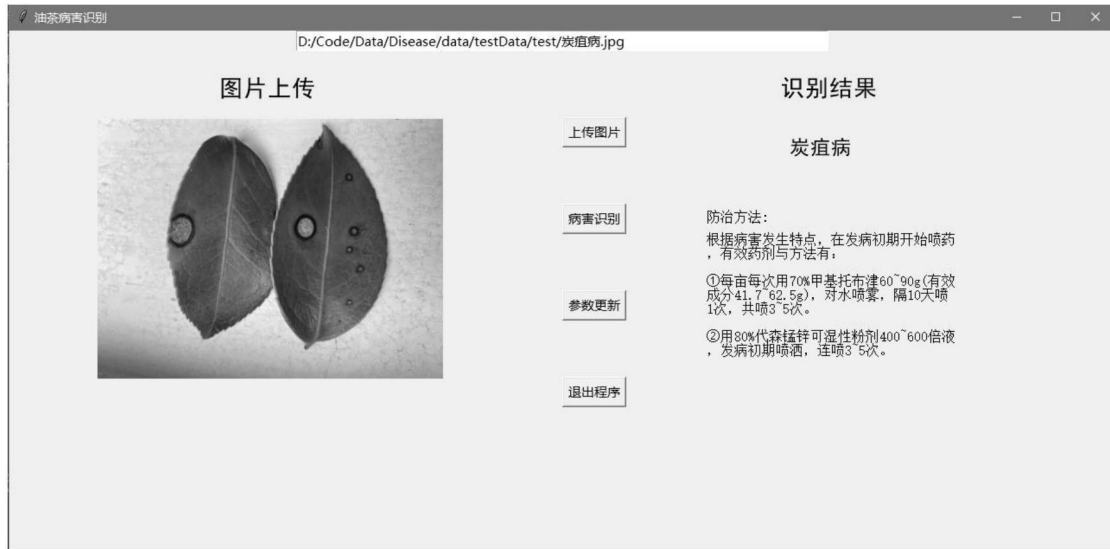 油茶病害识别
D:/Code/Data/Disease/data/testData/test/炭疽病.jpg
图片上传
上传图片
病害识别
参数更新
退出程序
识别结果
炭疽病
防治方法:
根据病害发生特点，在发病初期开始喷药
，有效药剂与方法有：
①每亩每次用70%甲基托布津60~90g(有效
成分41.7~62.5g)，对水喷雾，隔10天喷
1次，共喷3~5次。
②用80%代森锰锌可湿性粉剂400~600倍液
，发病初期喷洒，连喷3~5次。